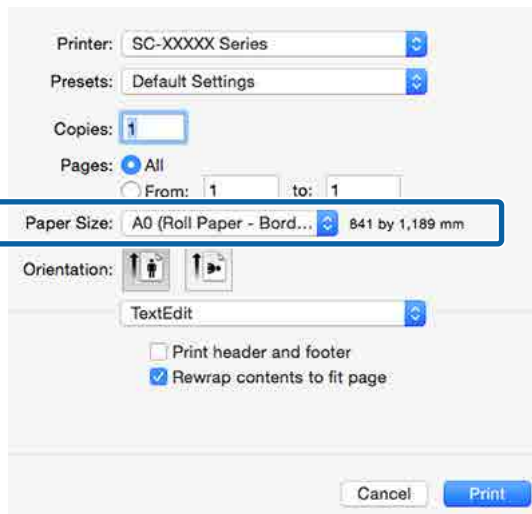 Printer: SC-XXXXX Series
Presets: Default Settings
Copies: 1
Pages: All
From: 1 to: 1
Paper Size: A0 (Roll Paper - Bord... 841 by 1,189 mm
Orientation:
TextEdit
Print header and footer
Rewrap contents to fit page
Cancel Print